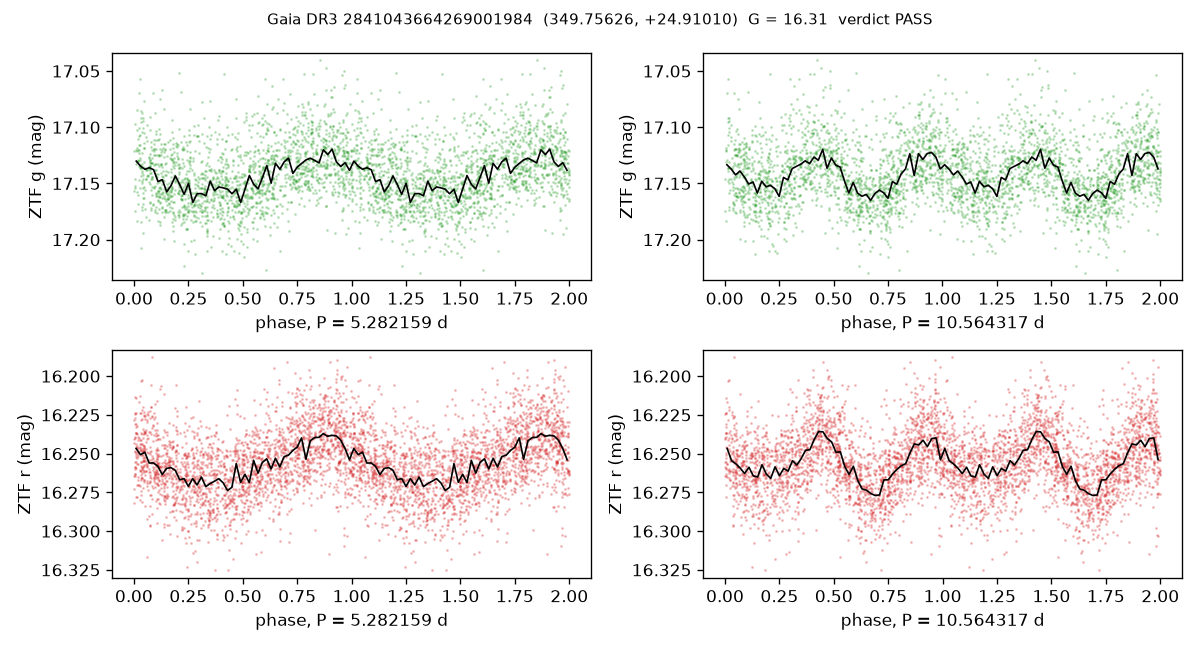 Gaia DR3 2841043664269001984  (349.75626, +24.91010)  G = 16.31  verdict PASS
ZTF g (mag)
17.05
17.10
17.15
17.20
0.00 0.25 0.50 0.75 1.00 1.25 1.50 1.75 2.00
phase, P = 5.282159 d
ZTF g (mag)
17.05
17.10
17.15
17.20
0.00 0.25 0.50 0.75 1.00 1.25 1.50 1.75 2.00
phase, P = 10.564317 d
ZTF r (mag)
16.200
16.225
16.250
16.275
16.300
16.325
0.00 0.25 0.50 0.75 1.00 1.25 1.50 1.75 2.00
phase, P = 5.282159 d
ZTF r (mag)
16.200
16.225
16.250
16.275
16.300
16.325
0.00 0.25 0.50 0.75 1.00 1.25 1.50 1.75 2.00
phase, P = 10.564317 d